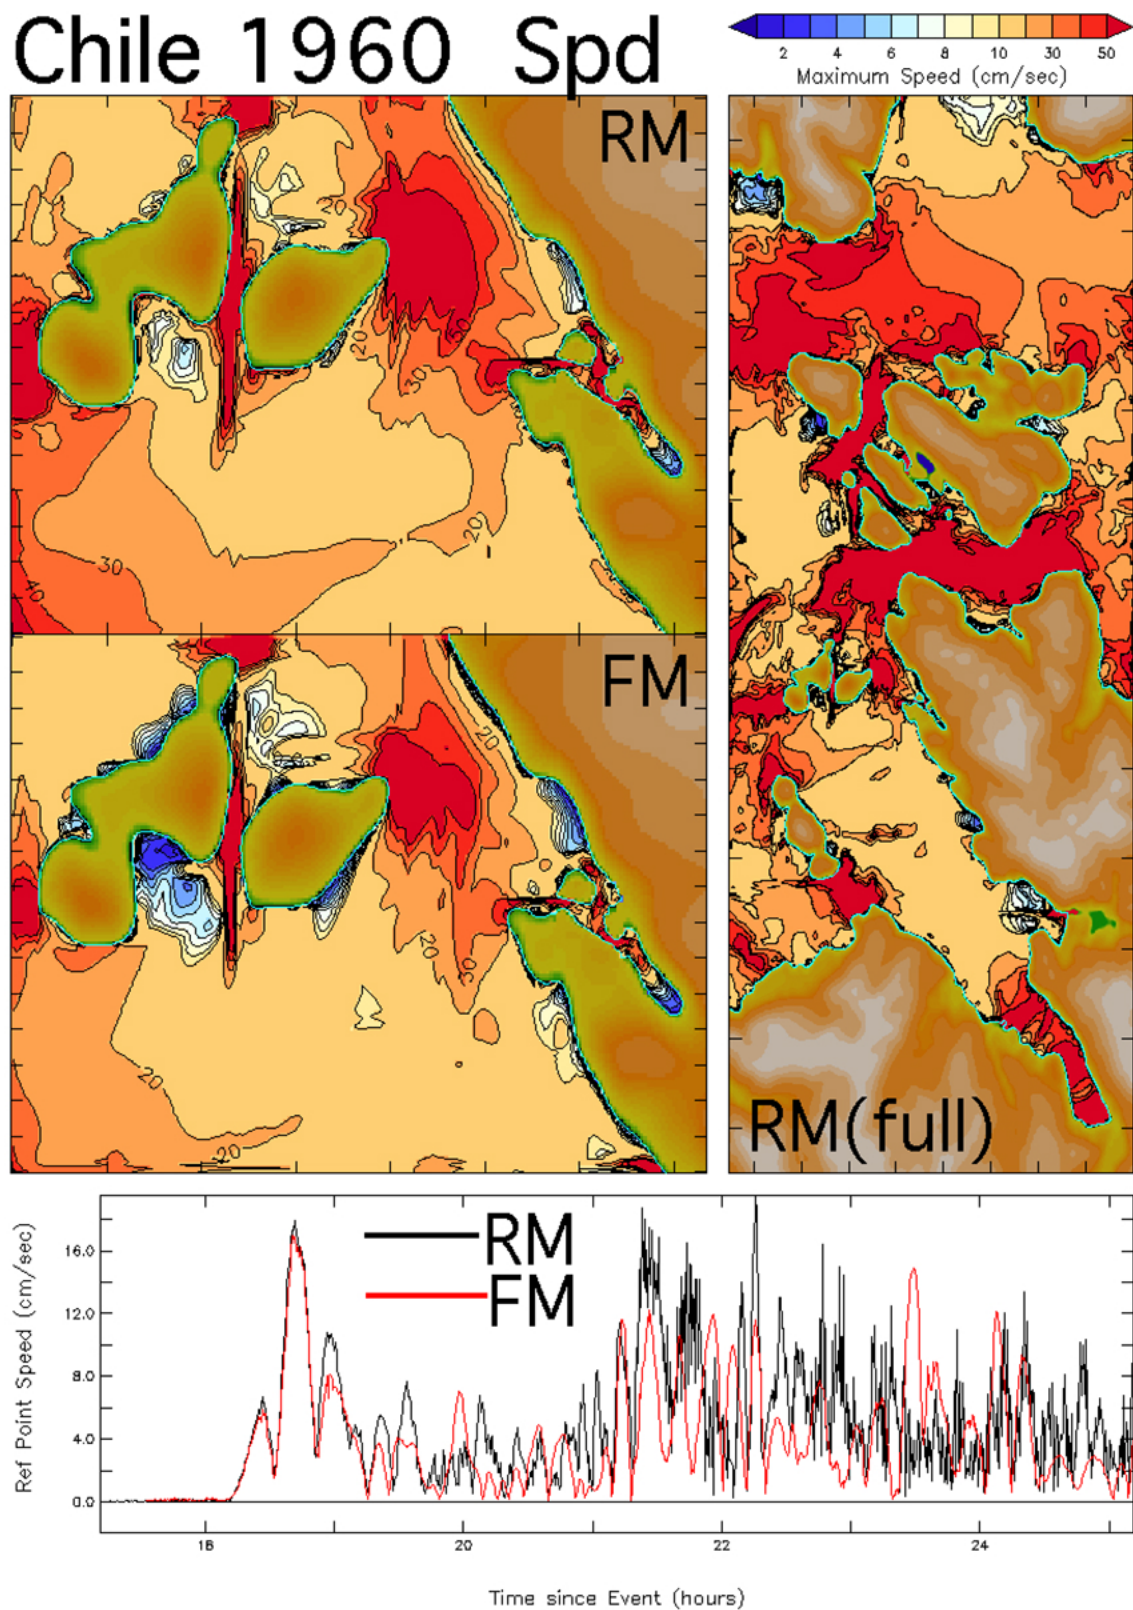 Chile 1960 Spd
2 4 6 8 10 30 50
Maximum Speed (cm/sec)
RM
20
20
30
20
30
40
FM
20
20
30
20
20
RM(full)
Ref Point Speed (cm/sec)
16.0
12.0
8.0
4.0
0.0
RM
FM
18 20 22 24
Time since Event (hours)